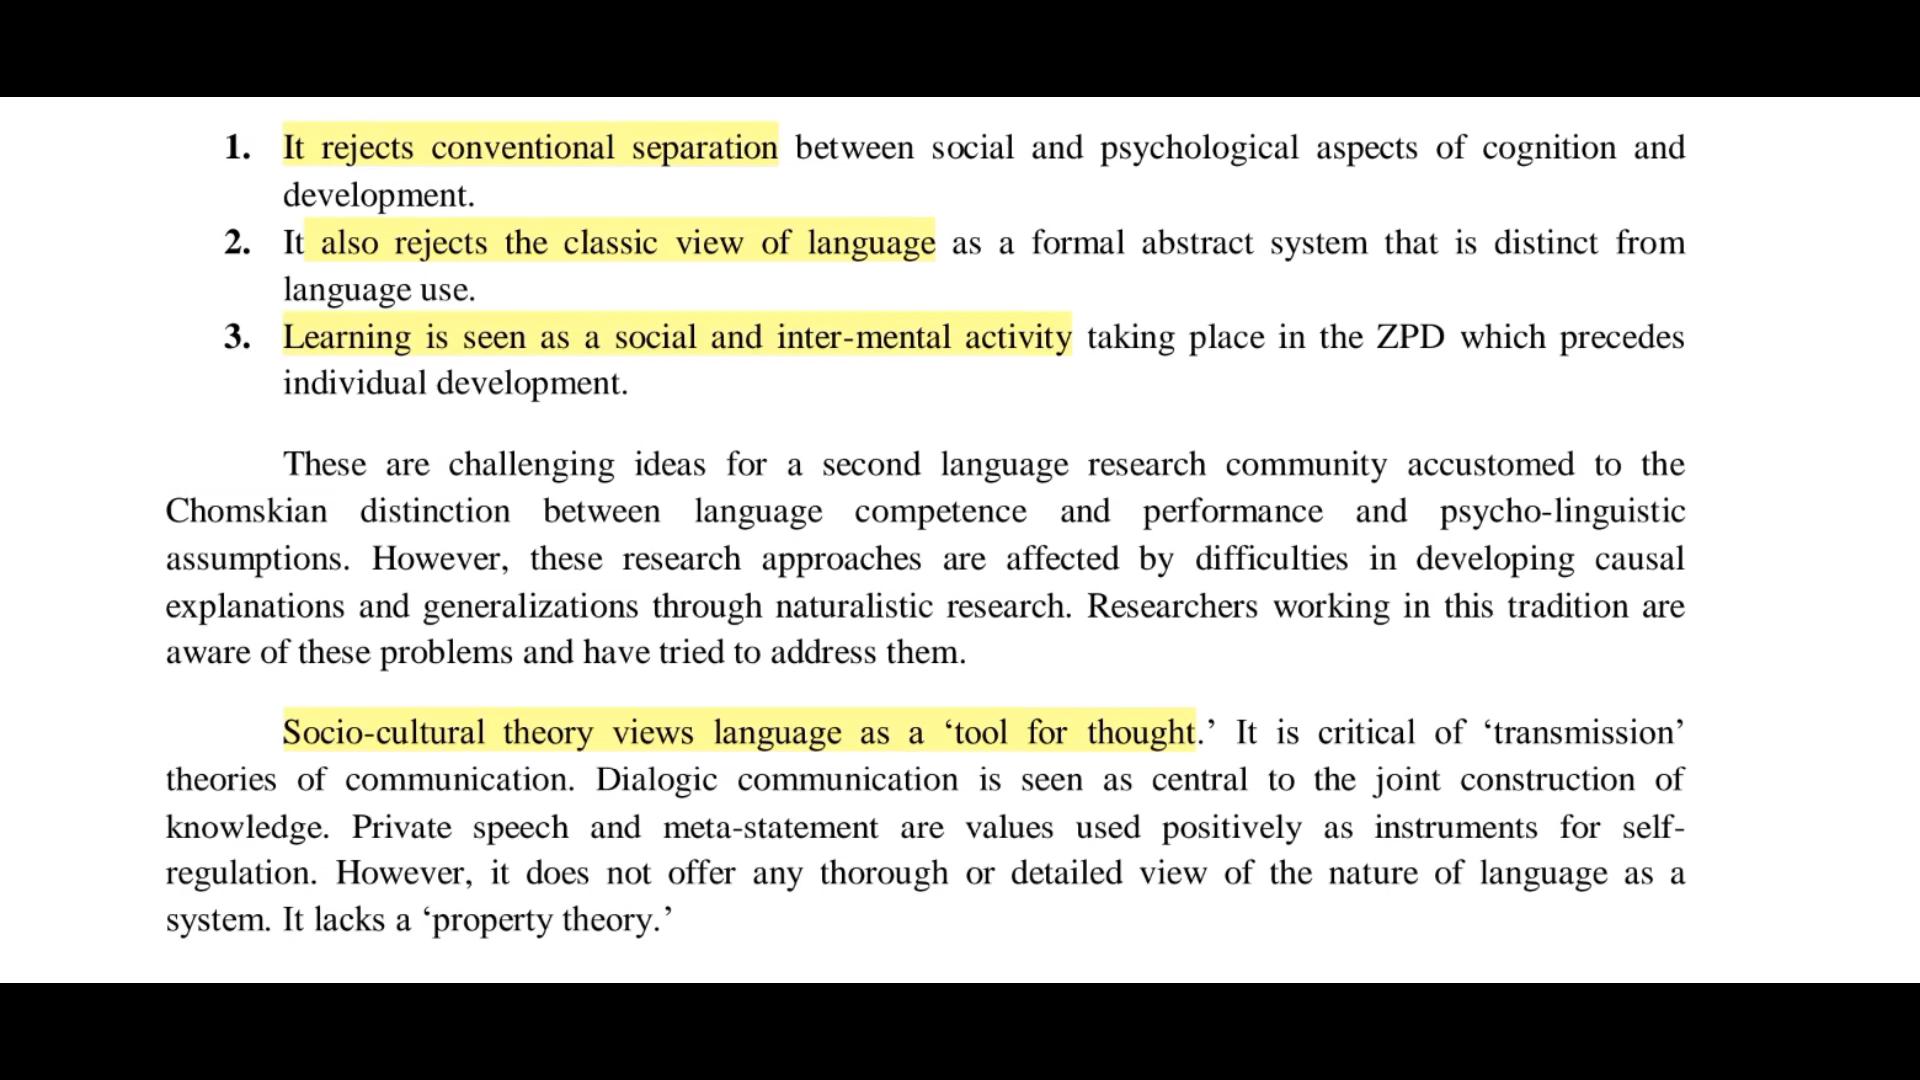 1. It rejects conventional separation between social and psychological aspects of cognition and
development.
2. It also rejects the classic view of language as a formal abstract system that is distinct from
language use.
3. Learning is seen as a social and inter-mental activity taking place in the ZPD which precedes
individual development.
These are challenging ideas for a second language research community accustomed to the
Chomskian distinction between language competence and performance and psycho-linguistic
assumptions. However, these research approaches are affected by difficulties in developing causal
explanations and generalizations through naturalistic research. Researchers working in this tradition are
aware of these problems and have tried to address them.
Socio-cultural theory views language as a ‘tool for thought.’ It is critical of ‘transmission’
theories of communication. Dialogic communication is seen as central to the joint construction of
knowledge. Private speech and meta-statement are values used positively as instruments for self-
regulation. However, it does not offer any thorough or detailed view of the nature of language as a
system. It lacks a ‘property theory.’